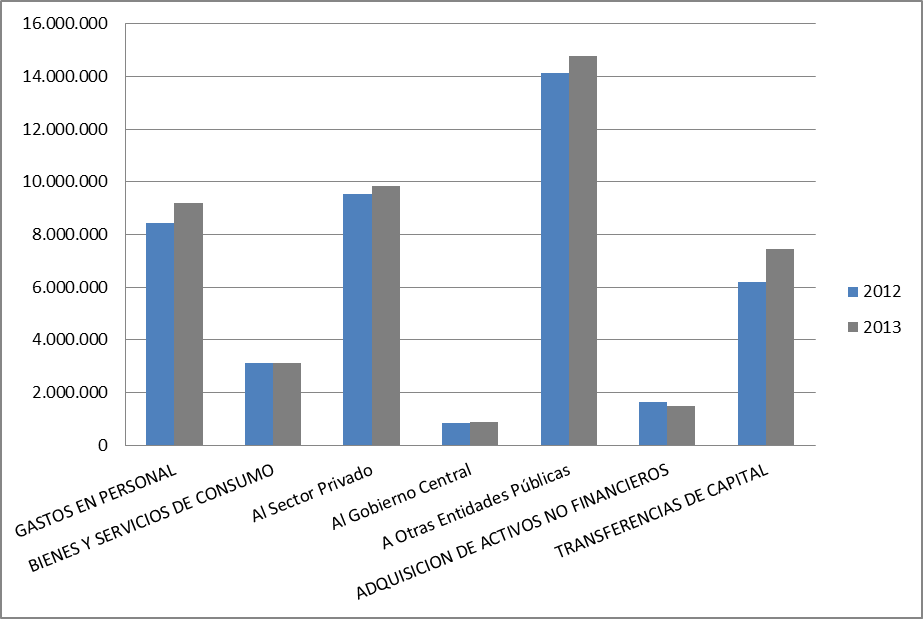 16.000.000
14.000.000
12.000.000
10.000.000
8.000.000
6.000.000
4.000.000
2.000.000
0
GASTOS EN PERSONAL
BIENES Y SERVICIOS DE CONSUMO
Al Sector Privado
Al Gobierno Central
A Otras Entidades Públicas
ADQUISICION DE ACTIVOS NO FINANCIEROS
TRANSFERENCIAS DE CAPITAL
2012
2013